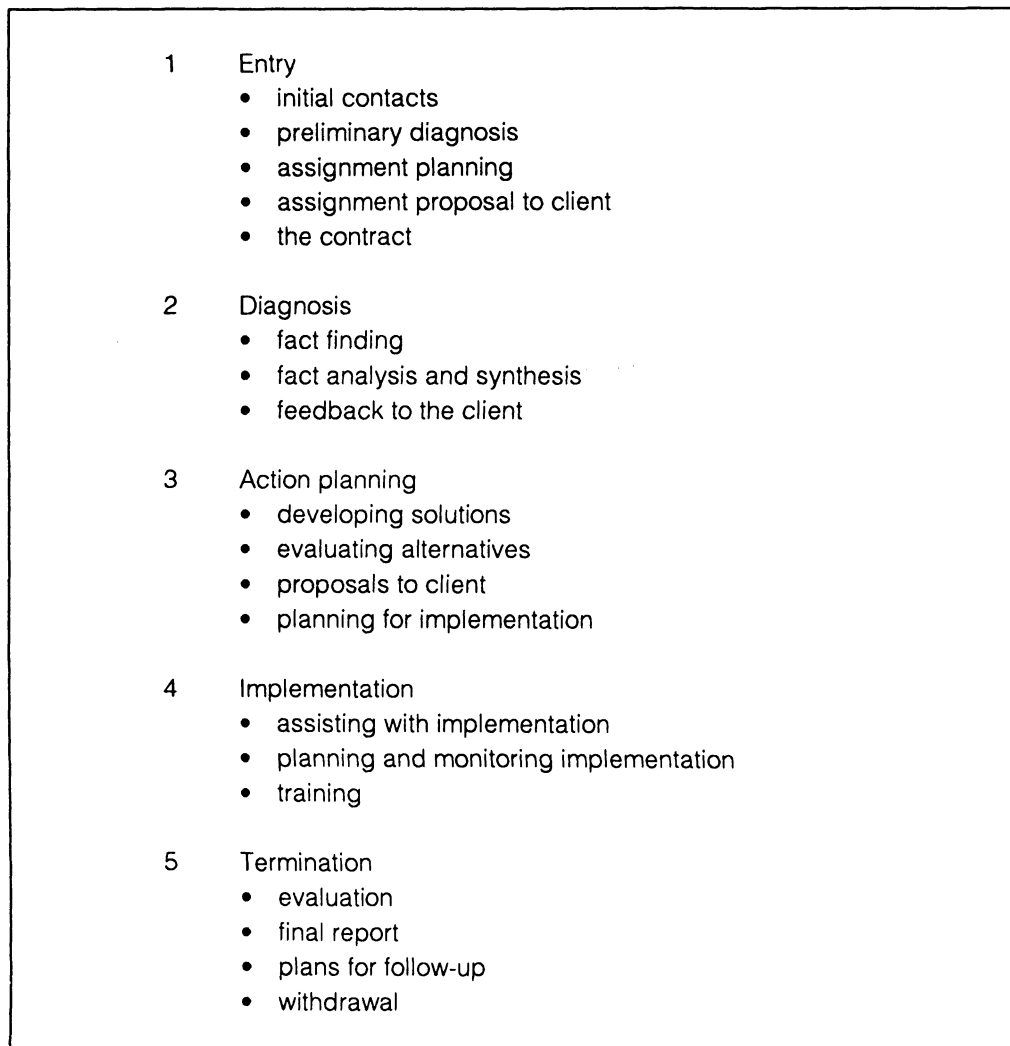 1 Entry
• initial contacts
• preliminary diagnosis
• assignment planning
• assignment proposal to client
• the contract
2 Diagnosis
• fact finding
• fact analysis and synthesis
• feedback to the client
3 Action planning
• developing solutions
• evaluating alternatives
• proposals to client
• planning for implementation
4 Implementation
• assisting with implementation
• planning and monitoring implementation
• training
5 Termination
• evaluation
• final report
• plans for follow-up
• withdrawal